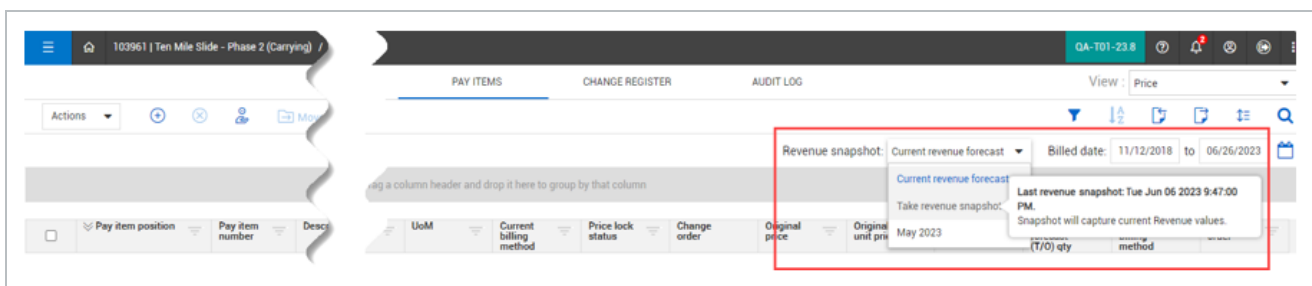 103961 | Ten Mile Slide - Phase 2 (Carrying) /
QA-T01-23.8
2
PAY ITEMS
CHANGE REGISTER
AUDIT LOG
View : Price
Actions
Mov
Revenue snapshot: Current revenue forecast
Billed date: 11/12/2018 to 06/26/2023
Current revenue forecast
Take revenue snapshot
May 2023
Last revenue snapshot: Tue Jun 06 2023 9:47:00
PM.
Snapshot will capture current Revenue values.
ag a column header and drop it here to group by that column
Pay item position
Pay item
number
Descr
UoM
Current
billing
method
Price lock
status
Change
order
Original
price
Original
unit pri
(T/O) qty
method